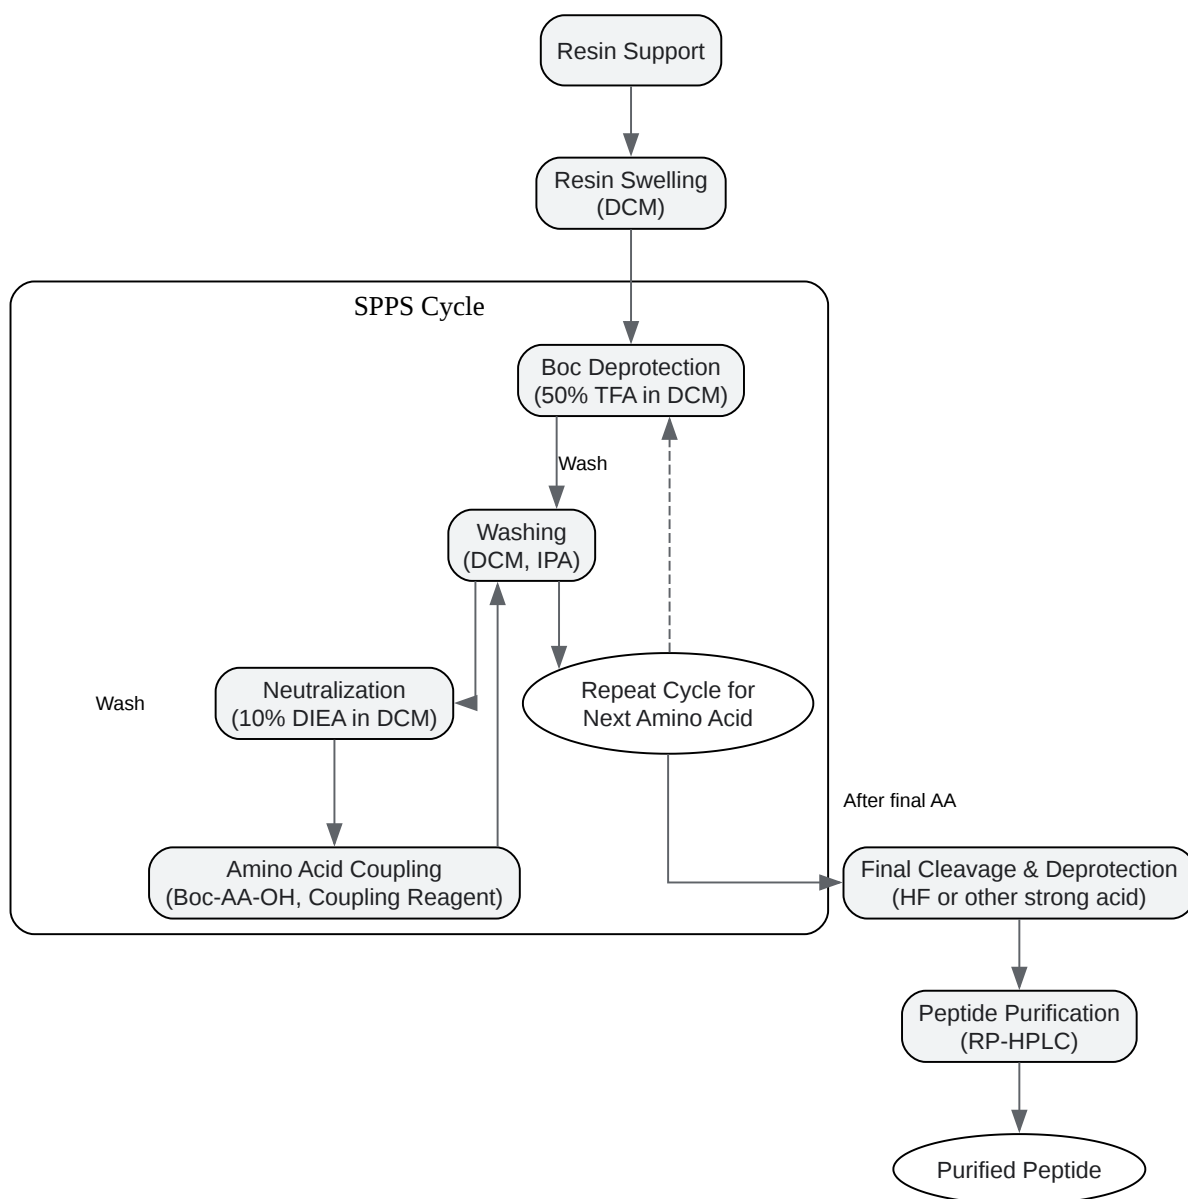 Resin Support
Resin Swelling
(DCM)
SPPS Cycle
Boc Deprotection
(50% TFA in DCM)
Wash
Washing
(DCM, IPA)
Neutralization
(10% DIEA in DCM)
Wash
Repeat Cycle for
Next Amino Acid
After final AA
Amino Acid Coupling
(Boc-AA-OH, Coupling Reagent)
Final Cleavage & Deprotection
(HF or other strong acid)
Peptide Purification
(RP-HPLC)
Purified Peptide